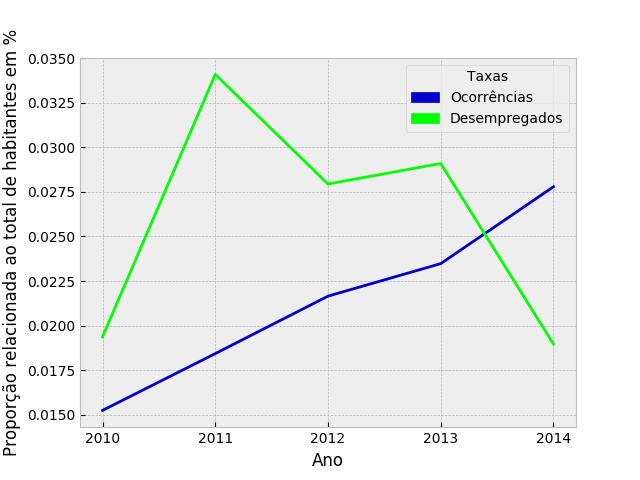 Proporção relacionada ao total de habitantes em %
0.0350
0.0325
0.0300
0.0275
0.0250
0.0225
0.0200
0.0175
0.0150
Taxas
Ocorrências
Desempregados
2010 2011 2012 2013 2014
Ano